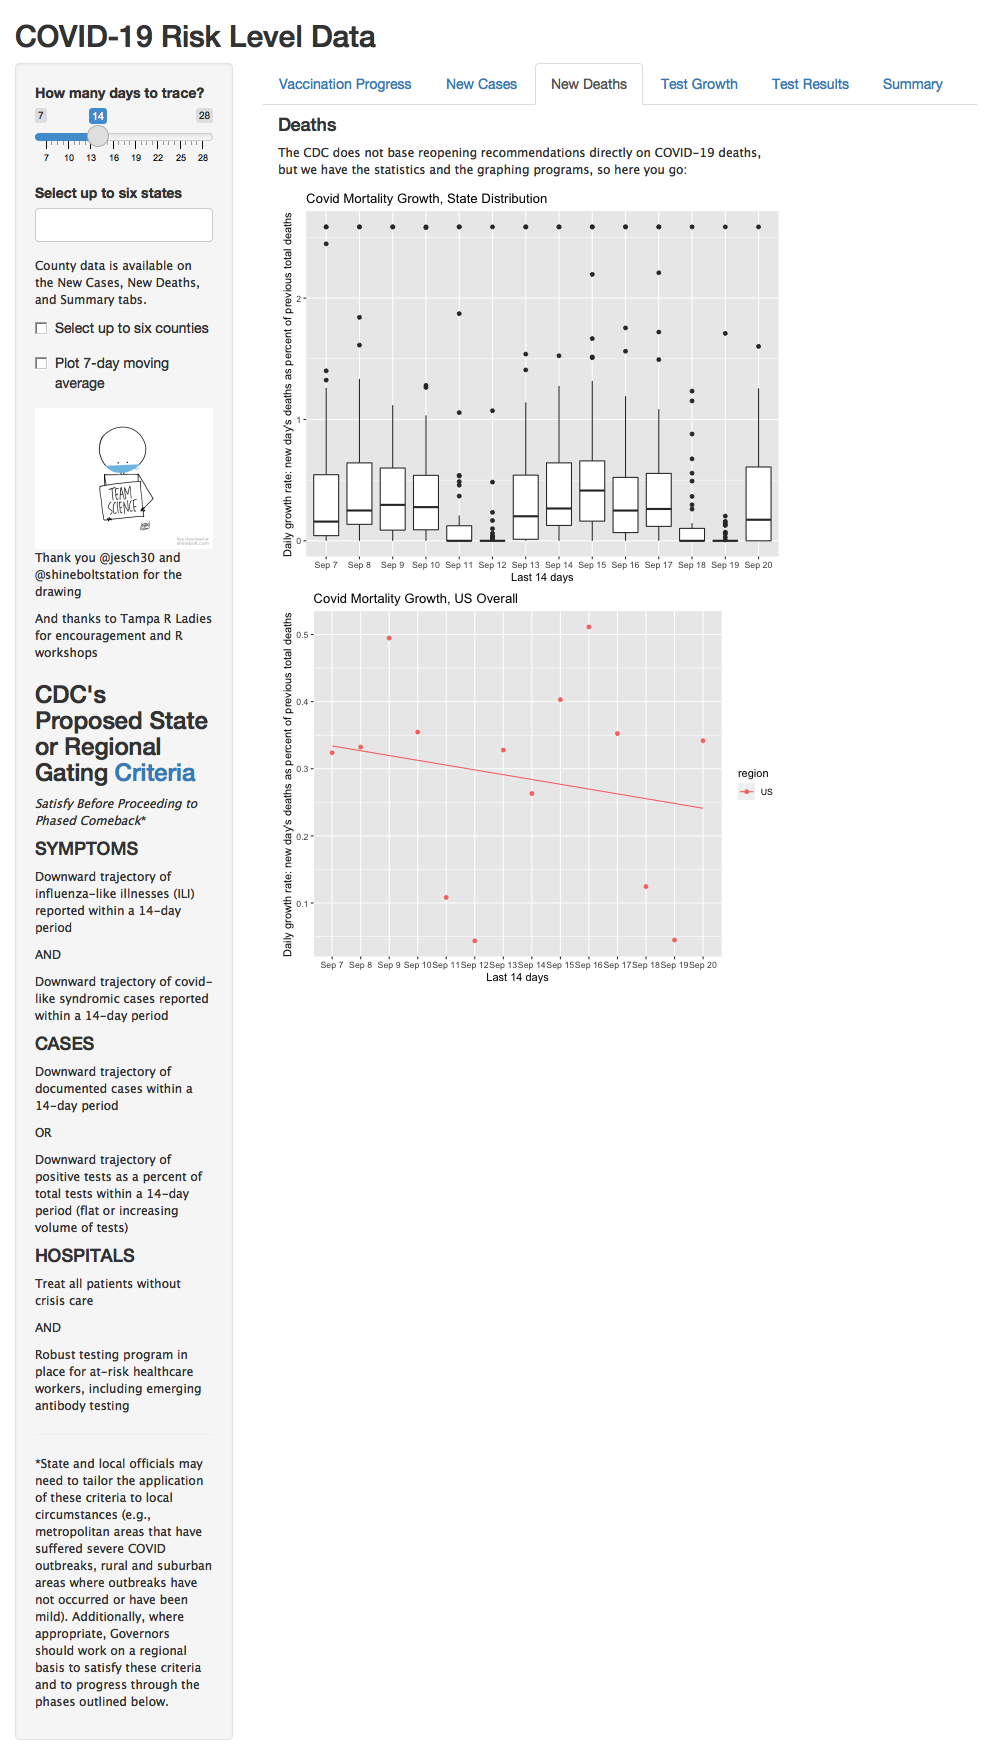 COVID-19 Risk Level Data
How many days to trace?
7
14
28
7 10 13 16 19 22 25 28
Select up to six states
County data is available on
the New Cases, New Deaths,
and Summary tabs.
Select up to six counties
Plot 7-day moving
average
TEAM
SCIENCE
Thank you @jesch30 and
@shineboltstation for the
drawing
And thanks to Tampa R Ladies
for encouragement and R
workshops
CDC's
Proposed State
or Regional
Gating Criteria
Satisfy Before Proceeding to
Phased Comeback*
SYMPTOMS
Downward trajectory of
influenza-like illnesses (ILI)
reported within a 14-day
period
AND
Downward trajectory of covid-
like syndromic cases reported
within a 14-day period
CASES
Downward trajectory of
documented cases within a
14-day period
OR
Downward trajectory of
positive tests as a percent of
total tests within a 14-day
period (flat or increasing
volume of tests)
HOSPITALS
Treat all patients without
crisis care
AND
Robust testing program in
place for at-risk healthcare
workers, including emerging
antibody testing
*State and local officials may
need to tailor the application
of these criteria to local
circumstances (e.g.,
metropolitan areas that have
suffered severe COVID
outbreaks, rural and suburban
areas where outbreaks have
not occurred or have been
mild). Additionally, where
appropriate, Governors
should work on a regional
basis to satisfy these criteria
and to progress through the
phases outlined below.
Vaccination Progress New Cases New Deaths Test Growth Test Results Summary
Deaths
The CDC does not base reopening recommendations directly on COVID-19 deaths,
but we have the statistics and the graphing programs, so here you go:
Covid Mortality Growth, State Distribution
Daily growth rate: new day's deaths as percent of previous total deaths
2
1
0
Sep 7 Sep 8 Sep 9 Sep 10 Sep 11 Sep 12 Sep 13 Sep 14 Sep 15 Sep 16 Sep 17 Sep 18 Sep 19 Sep 20
Last 14 days
Covid Mortality Growth, US Overall
Daily growth rate: new day's deaths as percent of previous total deaths
0.5
0.4
0.3
0.2
0.1
Sep 7 Sep 8 Sep 9 Sep 10 Sep 11 Sep 12 Sep 13 Sep 14 Sep 15 Sep 16 Sep 17 Sep 18 Sep 19 Sep 20
Last 14 days
region
US